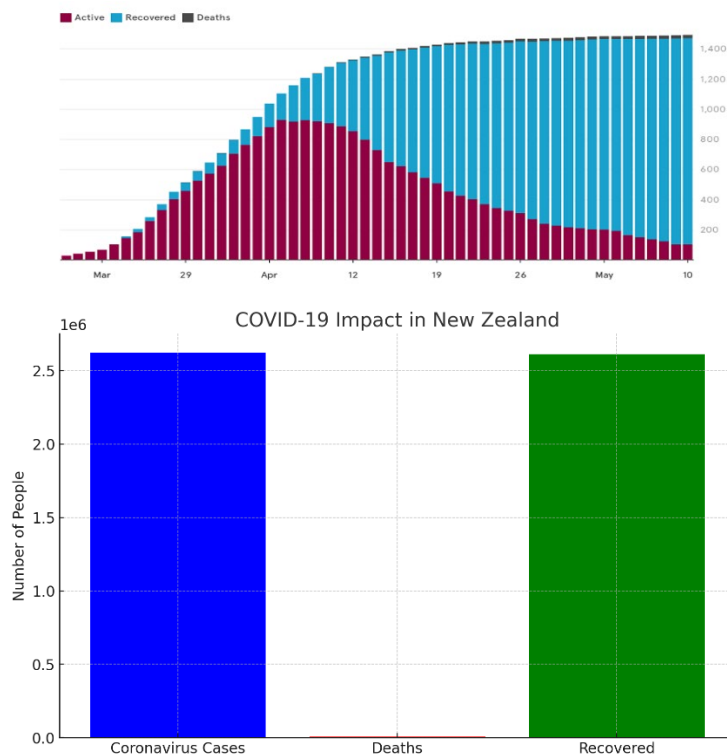 Active Recovered Deaths
1,400
1,200
1,000
800
600
400
200
Mar 29 Apr 12 19 26 May 10
COVID-19 Impact in New Zealand
1e6
2.5
2.0
1.5
1.0
0.5
0.0
Number of People
Coronavirus Cases Deaths Recovered